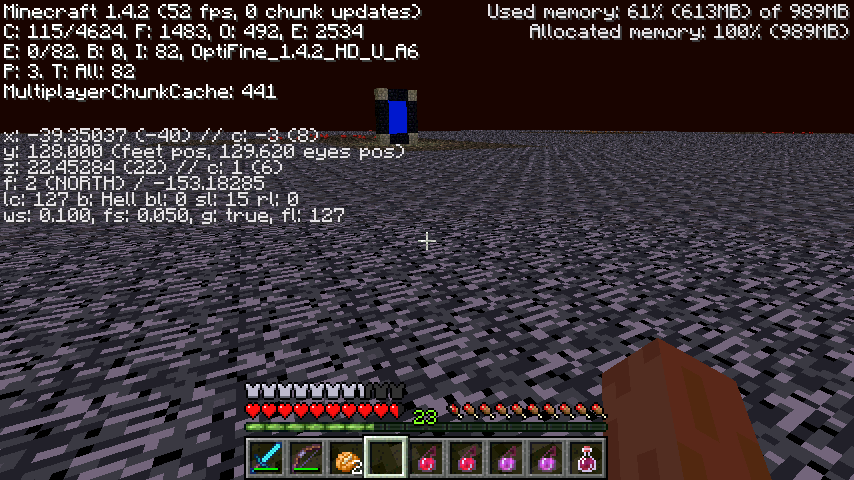 Minecraft 1.4.2 (52 fps, 0 chunk updates)
C: 115/4624. F: 1483, O: 492, E: 2534
E: 0/82. B: 0, I: 82, OptiFine_1.4.2_HD_U_A6
P: 3. T: All: 82
MultiplayerChunkCache: 441
Used memory: 61% (613MB) of 989MB
Allocated memory: 100% (989MB)
x: -39.35037 (-40) // c: -3 (8)
y: 128.000 (feet pos, 129.620 eyes pos)
z: 22.45284 (22) // c: 1 (6)
f: 2 (NORTH) / -153.18285
lc: 127 b: Hell bl: 0 sl: 15 rl: 0
ws: 0.100, fs: 0.050, g: true, fl: 127
23
2